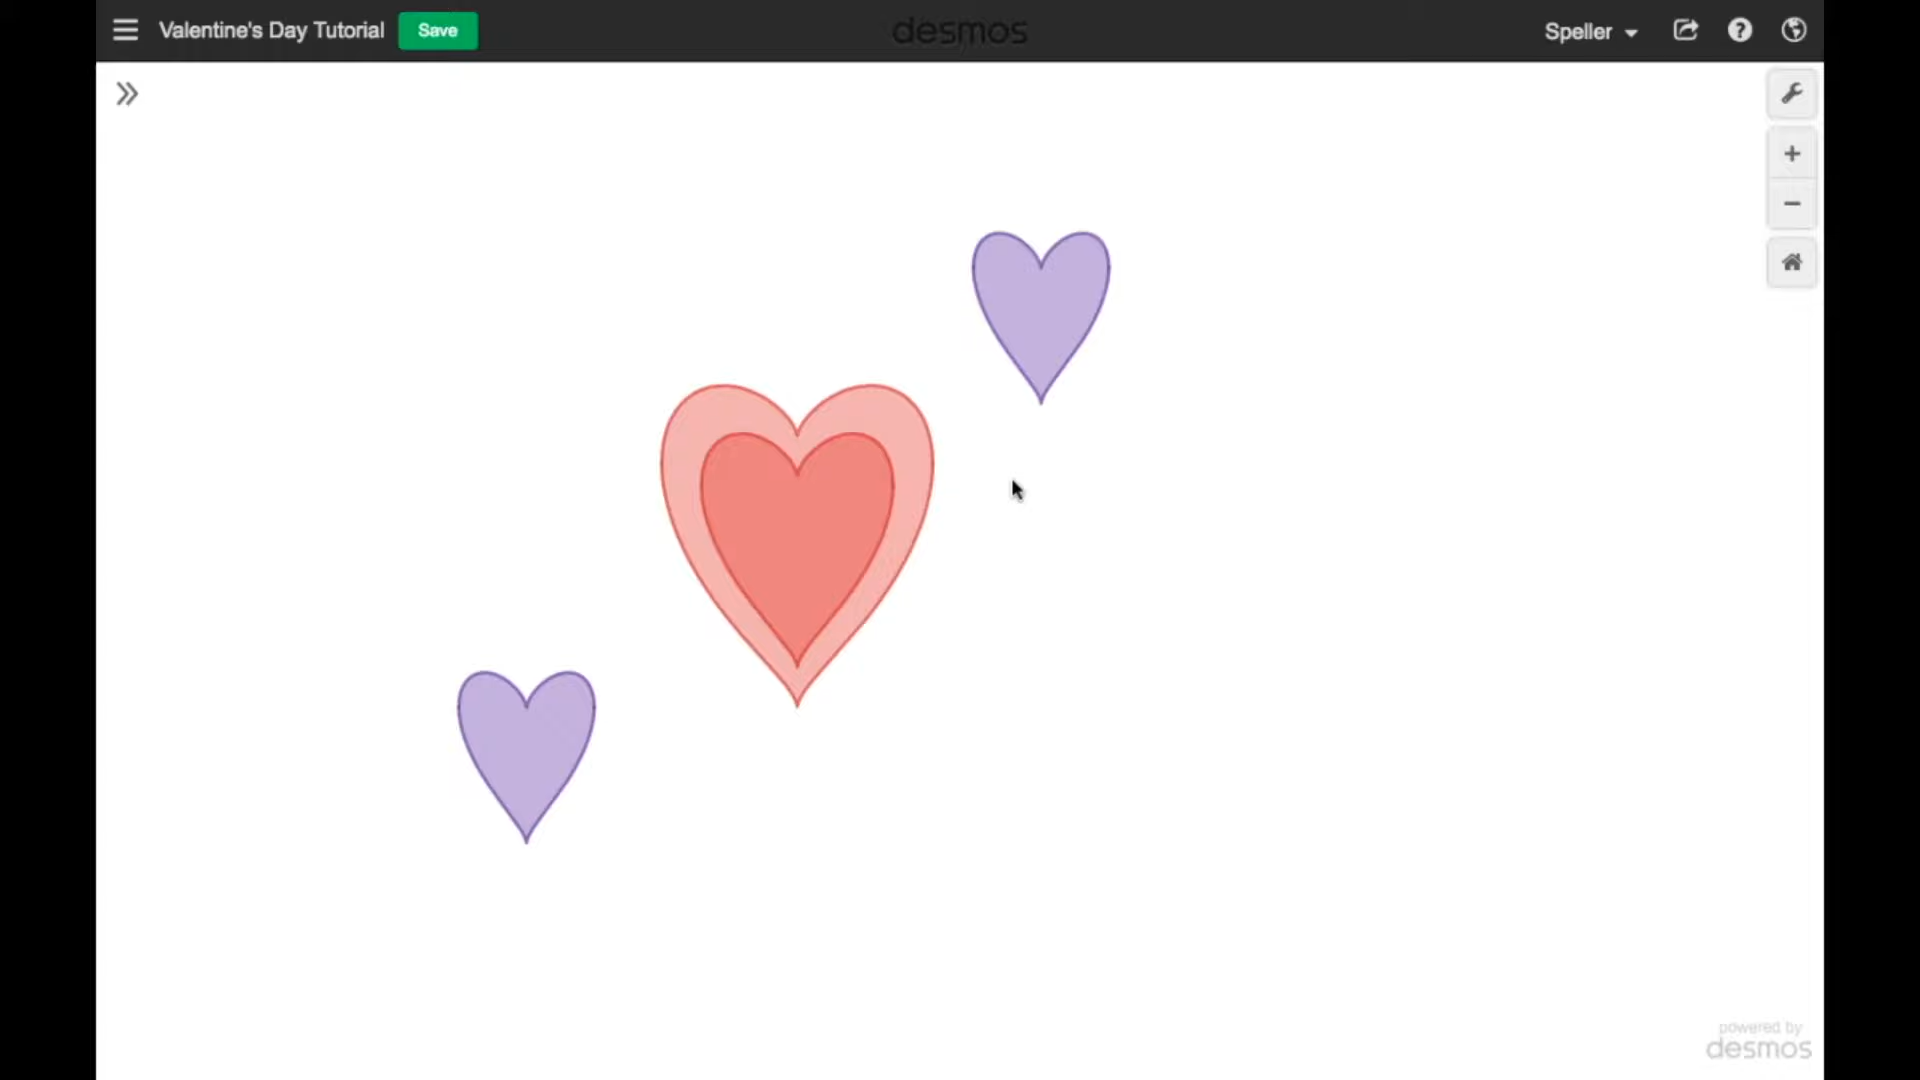 Valentine's Day Tutorial
Save
desmos
Speller
powered by
desmos